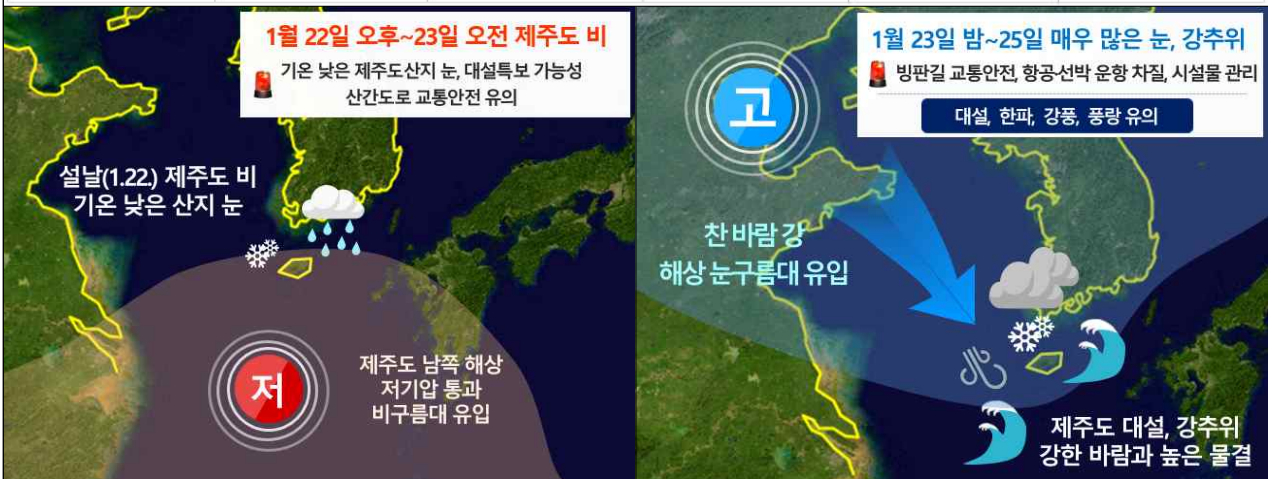 1월 22일 오후~23일 오전 제주도 비
기온 낮은 제주도산지 눈, 대설특보 가능성
산간도로 교통안전 유의
설날(1.22.) 제주도 비
기온 낮은 산지 눈
저
제주도 남쪽 해상
저기압 통과
비구름대 유입
1월 23일 밤~25일 매우 많은 눈, 강추위
빙판길 교통안전, 항공·선박 운항 차질, 시설물 관리
대설, 한파, 강풍, 풍랑 유의
고
찬 바람 강
해상 눈구름대 유입
제주도 대설, 강추위
강한 바람과 높은 물결